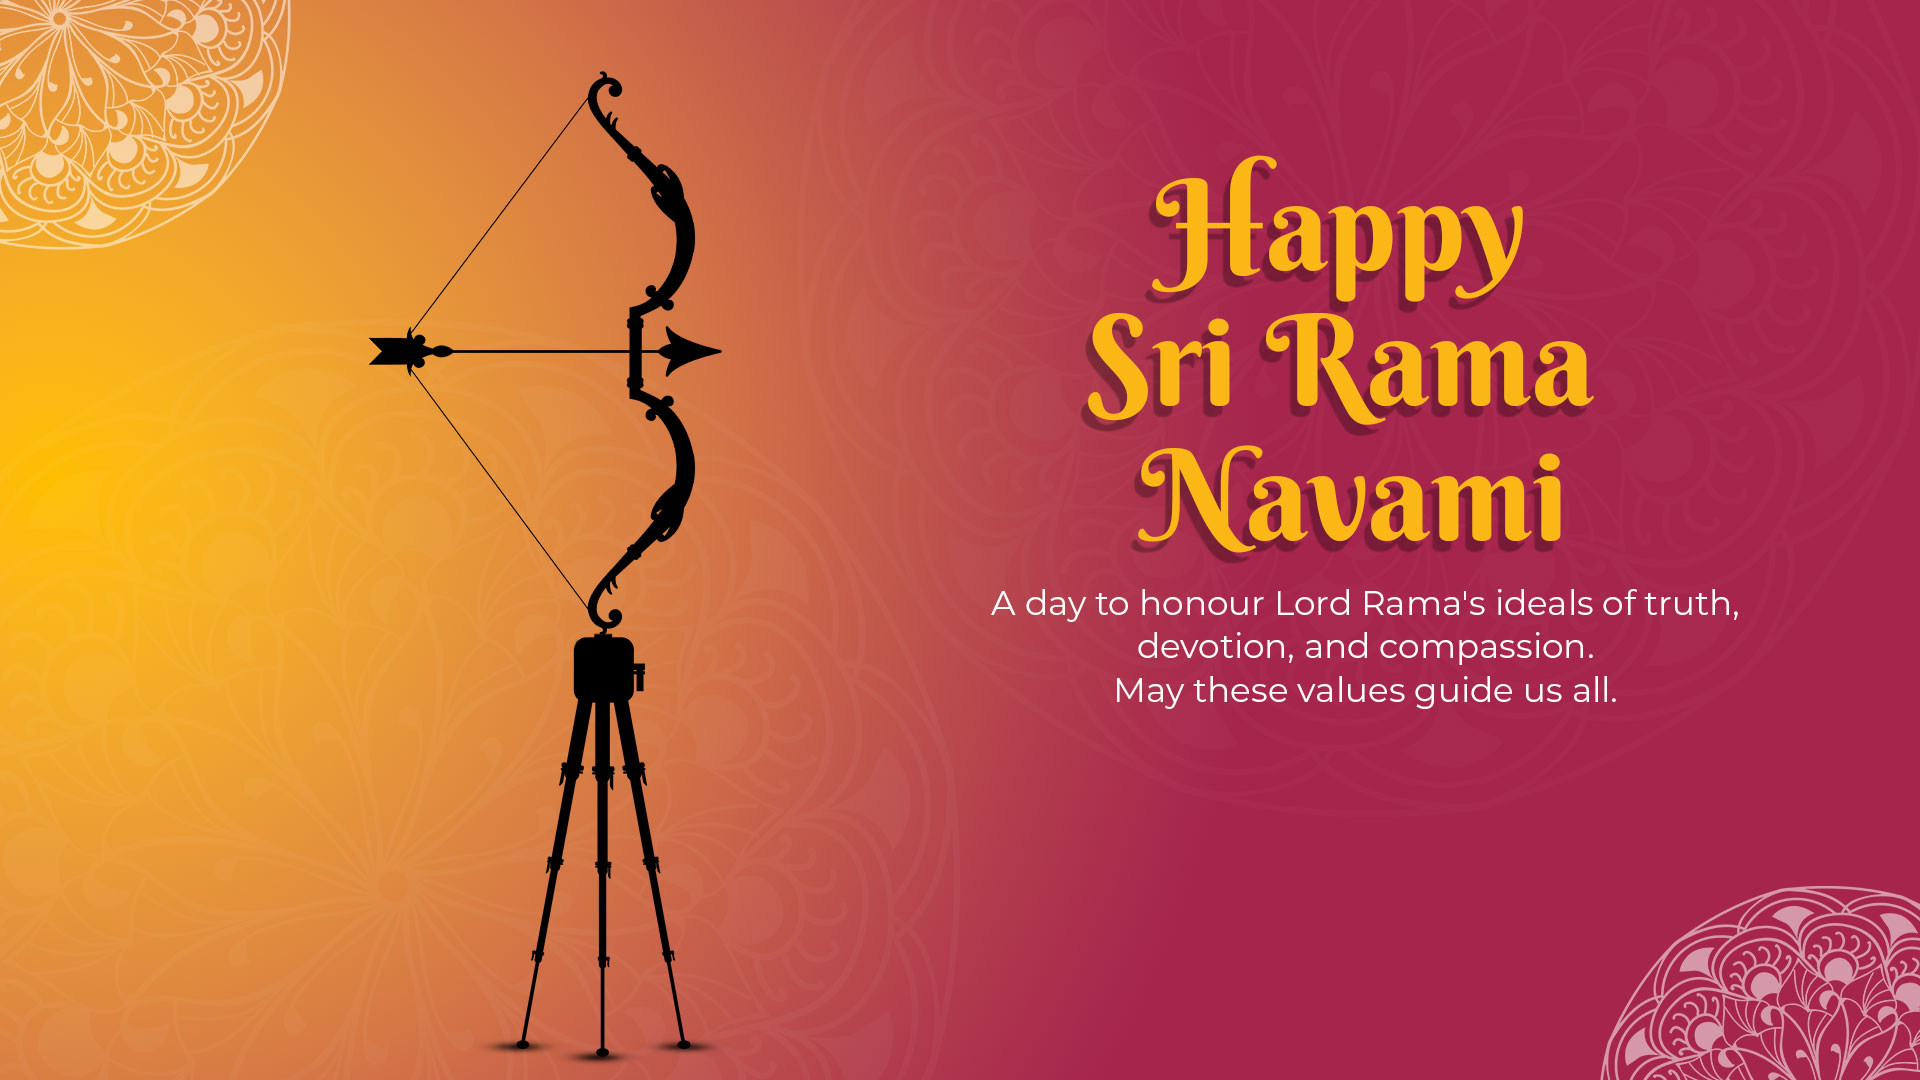 Happy
Sri Rama
Navami
A day to honour Lord Rama's ideals of truth,
devotion, and compassion.
May these values guide us all.